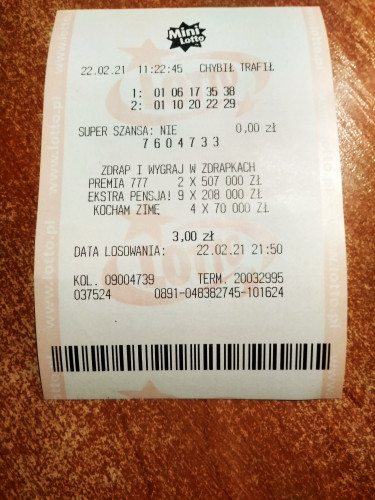 Mini
Lotto
22.02.21 11:22:45 CHYBIŁ TRAFIŁ
1: 01 06 17 35 38
2: 01 10 20 22 29
SUPER SZANSA: NIE 0,00 zł
7604733
ZDRAP I WYGRAJ W ZDRAPKACH
PREMIA 777 2 X 507 000 ZŁ
EKSTRA PENSJA! 9 X 208 000 ZŁ
KOCHAM ZIMĘ 4 X 70 000 ZŁ
3,00 zł
DATA LOSOWANIA: 22.02.21 21:50
KOL. 09004739 TERM. 20032995
037524 0891-048382745-101624
www.lotto.pl